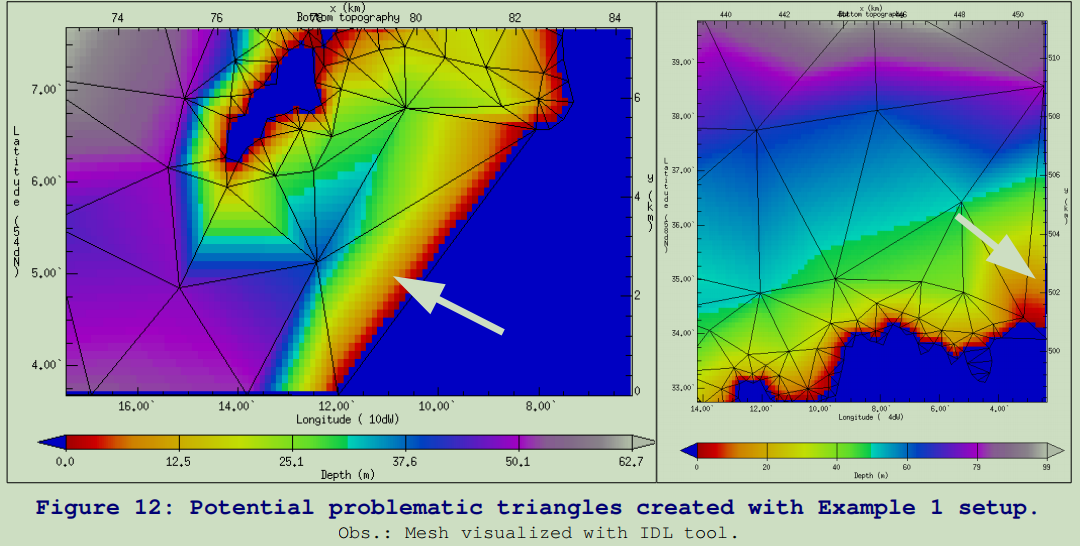 x (km)
Bottom topography
74 76 78 80 82 84
7.00`
6.00`
5.00`
4.00`
Latitude (54dN)
6
4
2
0
y (km)
16.00` 14.00` 12.00` 10.00` 8.00`
Longitude ( 10dW)
0.0 12.5 25.1 37.6 50.1 62.7
Depth (m)
x (km)
Bottom topography
440 442 444 446 448 450
39.00`
38.00`
37.00`
36.00`
35.00`
34.00`
33.00`
Latitude (58dN)
510
508
506
504
502
500
y (km)
14.00` 12.00` 10.00` 8.00` 6.00` 4.00`
Longitude ( 4dW)
0 20 40 60 79 99
Depth (m)
Figure 12: Potential problematic triangles created with Example 1 setup.
Obs.: Mesh visualized with IDL tool.